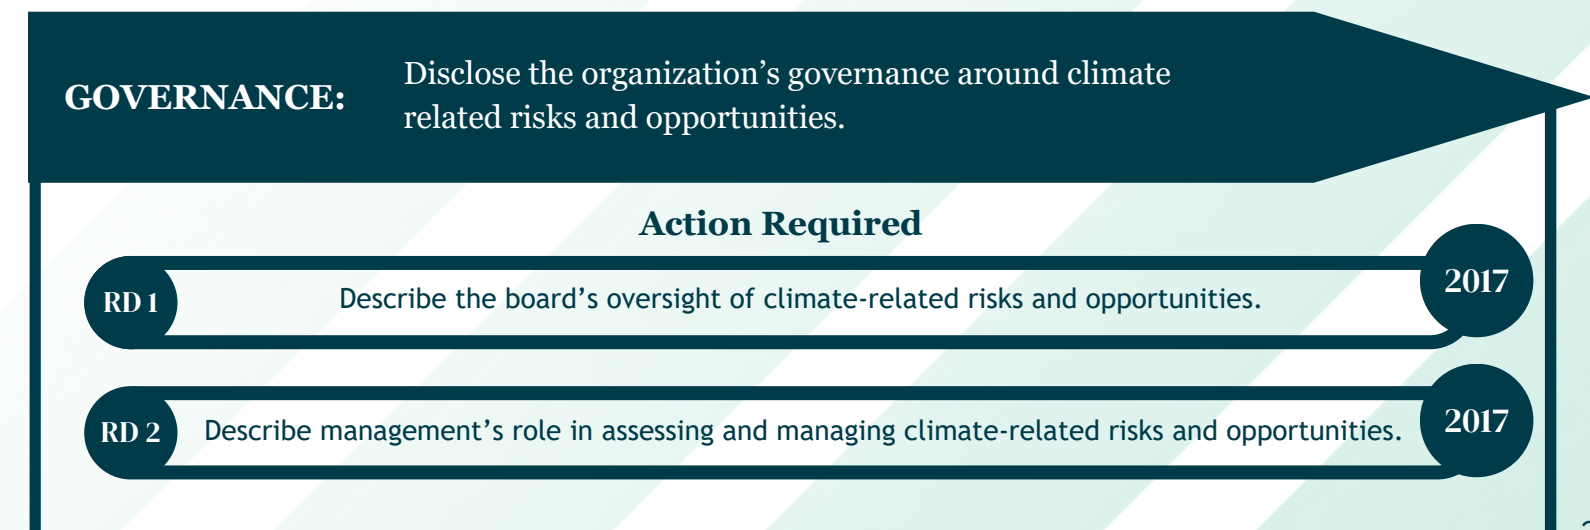 GOVERNANCE:
Disclose the organization’s governance around climate
related risks and opportunities.
Action Required
RD 1
Describe the board’s oversight of climate-related risks and opportunities.
2017
RD 2
Describe management’s role in assessing and managing climate-related risks and opportunities.
2017